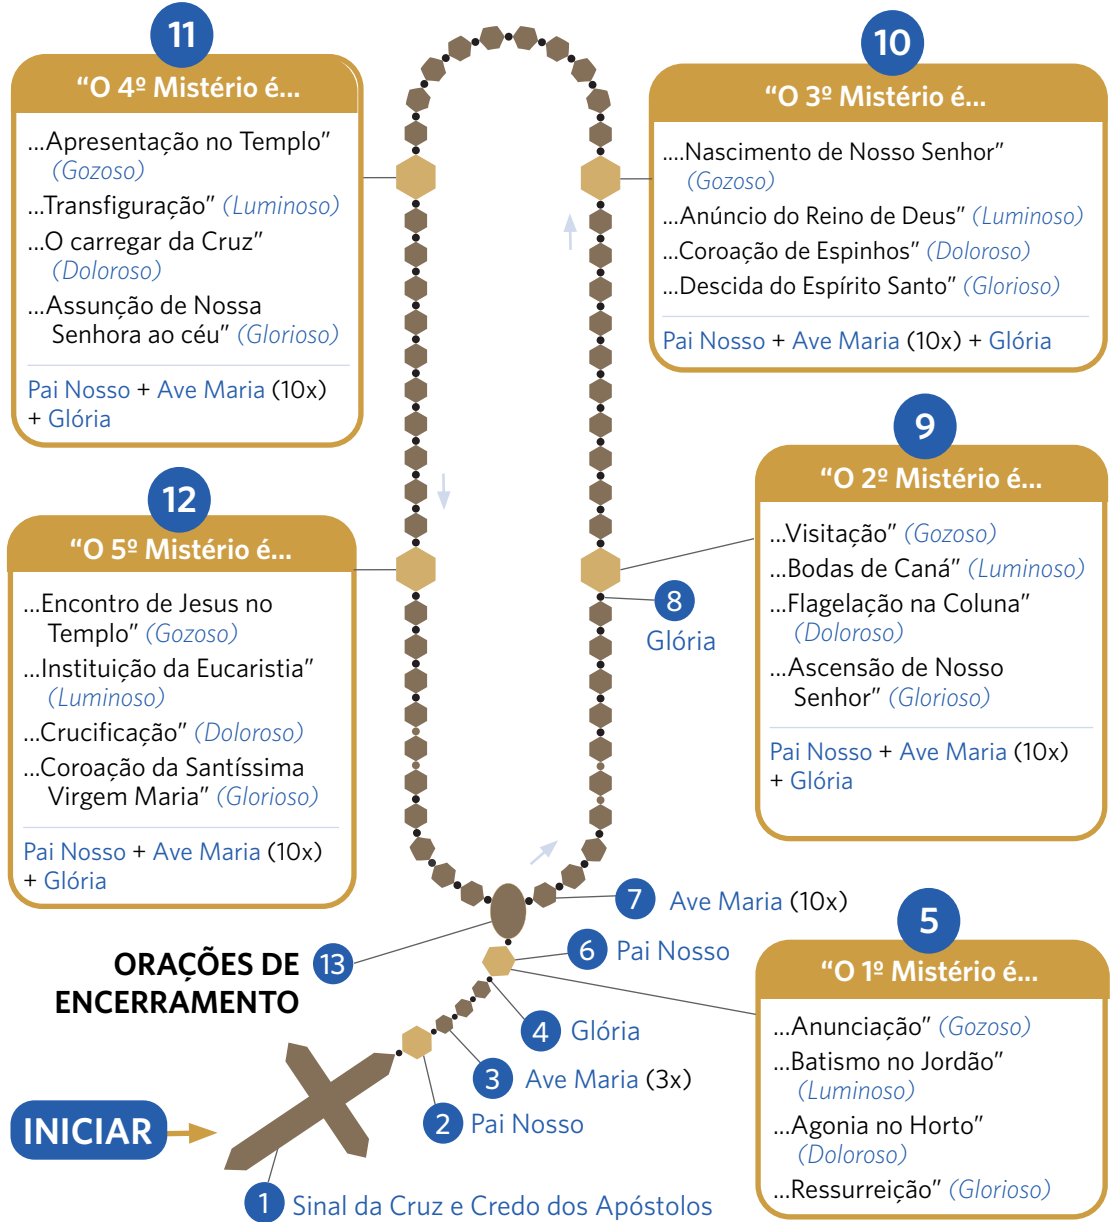 11
“O 4º Mistério é...
...Apresentação no Templo”
(Gozoso)
...Transfiguração” (Luminoso)
...O carregar da Cruz”
(Doloroso)
...Assunção de Nossa
Senhora ao céu” (Glorioso)
Pai Nosso + Ave Maria (10x)
+ Glória
10
“O 3º Mistério é...
....Nascimento de Nosso Senhor”
(Gozoso)
...Anúncio do Reino de Deus” (Luminoso)
...Coroação de Espinhos” (Doloroso)
...Descida do Espírito Santo” (Glorioso)
Pai Nosso + Ave Maria (10x) + Glória
12
“O 5º Mistério é...
...Encontro de Jesus no
Templo” (Gozoso)
...Instituição da Eucaristia”
(Luminoso)
...Crucificação” (Doloroso)
...Coroação da Santíssima
Virgem Maria” (Glorioso)
Pai Nosso + Ave Maria (10x)
+ Glória
9
“O 2º Mistério é...
...Visitação” (Gozoso)
...Bodas de Caná” (Luminoso)
...Flagelação na Coluna”
(Doloroso)
...Ascensão de Nosso
Senhor” (Glorioso)
Pai Nosso + Ave Maria (10x)
+ Glória
8
Glória
7 Ave Maria (10x)
6 Pai Nosso
5
“O 1º Mistério é...
...Anunciação” (Gozoso)
...Batismo no Jordão”
(Luminoso)
...Agonia no Horto”
(Doloroso)
...Ressurreição” (Glorioso)
ORAÇÕES DE 13
ENCERRAMENTO
4 Glória
3 Ave Maria (3x)
2 Pai Nosso
INICIAR
1 Sinal da Cruz e Credo dos Apóstolos